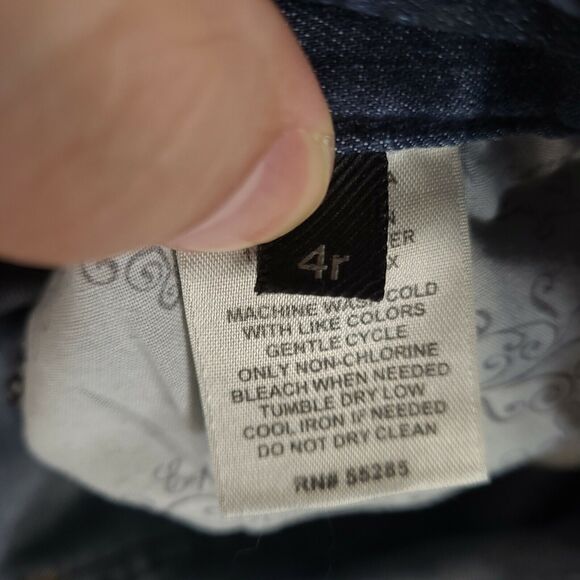 4r
MACHINE WASH COLD
WITH LIKE COLORS
GENTLE CYCLE
ONLY NON-CHLORINE
BLEACH WHEN NEEDED
TUMBLE DRY LOW
COOL IRON IF NEEDED
DO NOT DRY CLEAN
RN# 55285